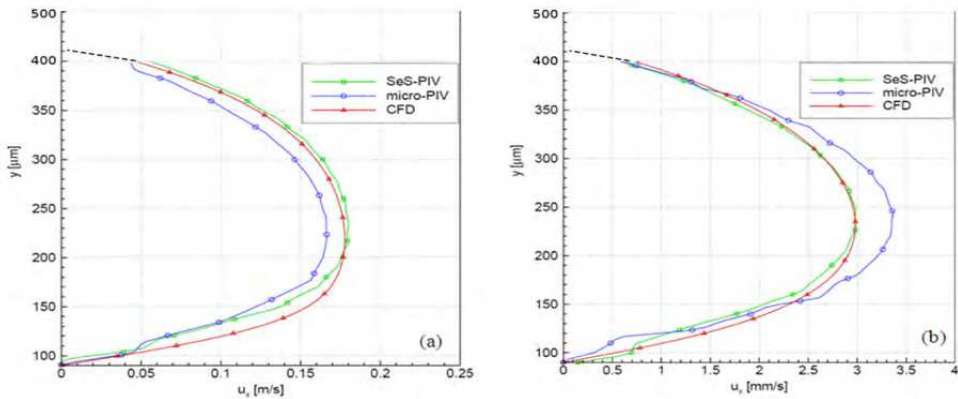 500
400
300
200
100
y [µm]
350
250
150
SeS-PIV
micro-PIV
CFD
(a)
0
0.05
0.1
0.15
0.2
0.25
uₓ [m/s]
500
400
300
200
100
y [µm]
350
250
150
SeS-PIV
micro-PIV
CFD
(b)
0
0.5
1
1.5
2
2.5
3
3.5
4
uₓ [mm/s]